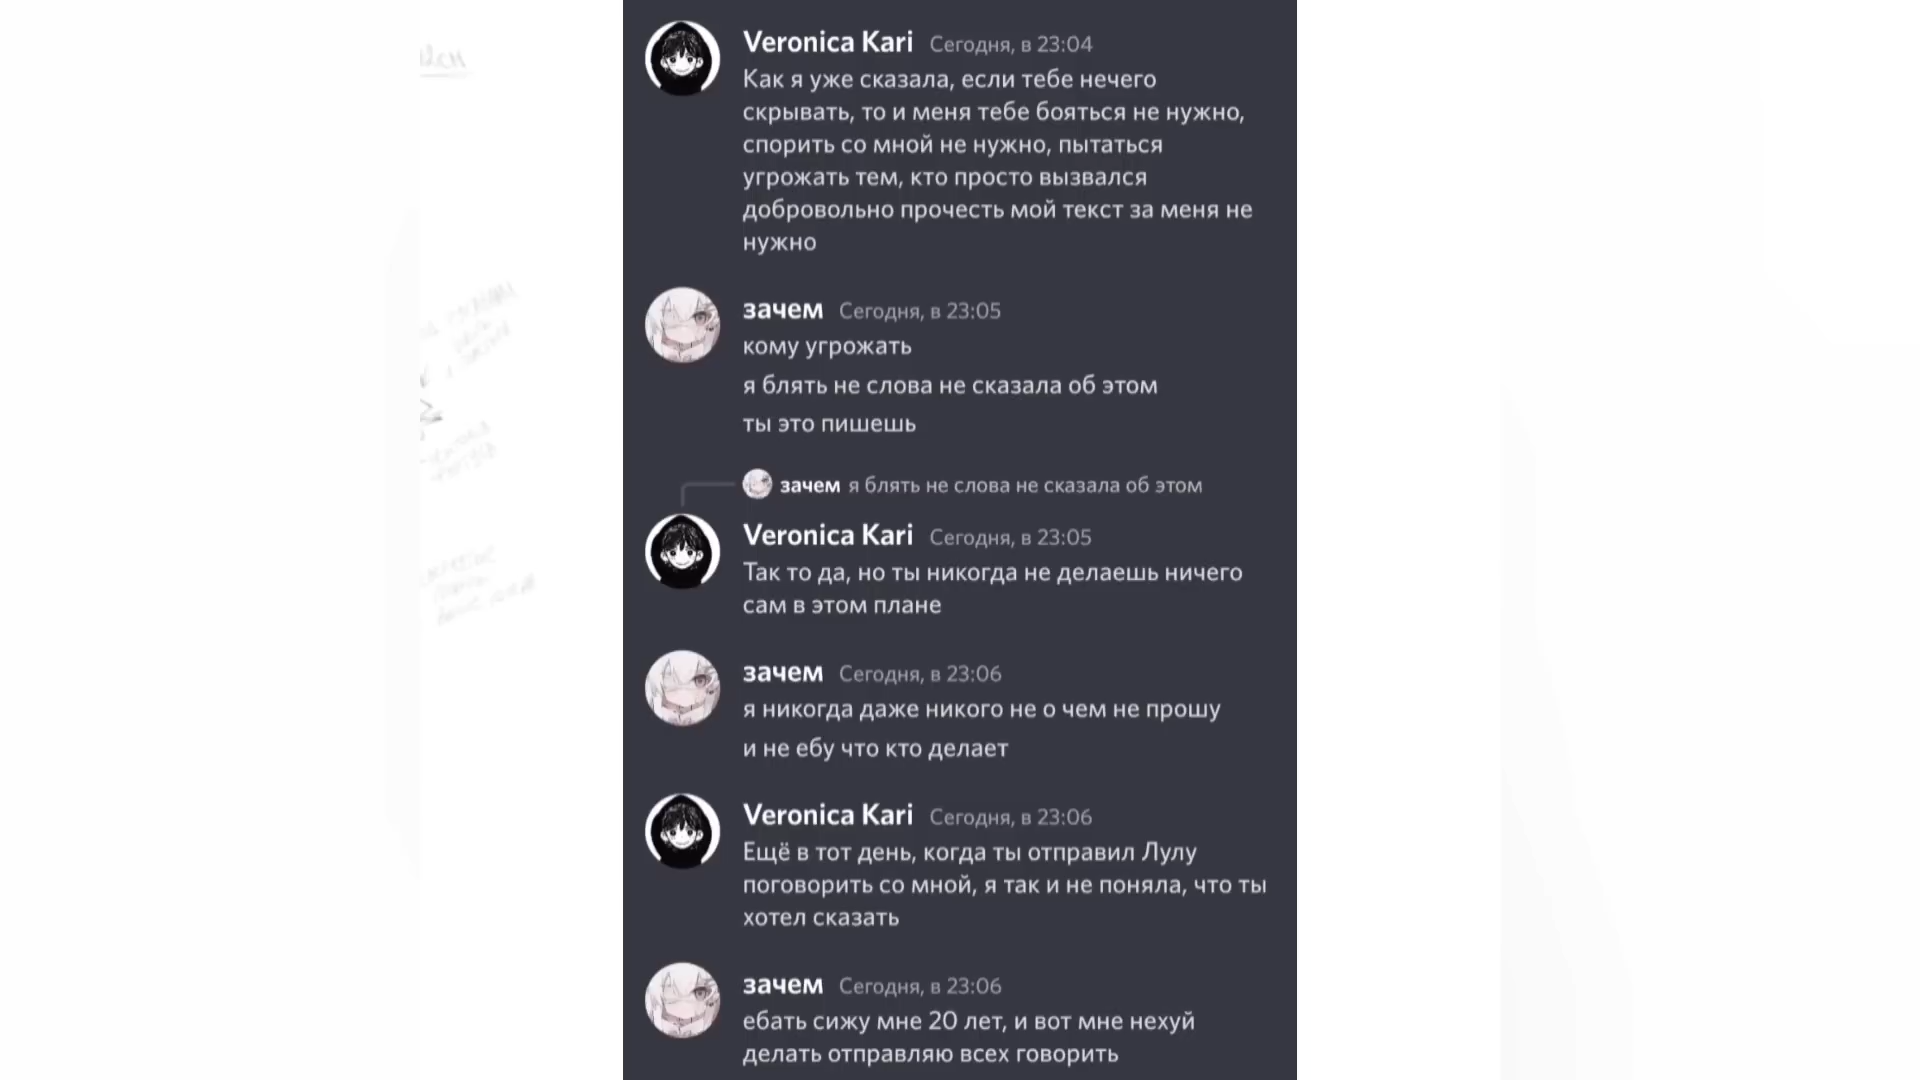 Veronica Kari Сегодня, в 23:04
Как я уже сказала, если тебе нечего
скрывать, то и меня тебе бояться не нужно,
спорить со мной не нужно, пытаться
угрожать тем, кто просто вызвался
добровольно прочесть мой текст за меня не
нужно
зачем Сегодня, в 23:05
кому угрожать
я блять не слова не сказала об этом
ты это пишешь
зачем я блять не слова не сказала об этом
Veronica Kari Сегодня, в 23:05
Так то да, но ты никогда не делаешь ничего
сам в этом плане
зачем Сегодня, в 23:06
я никогда даже никого не о чем не прошу
и не ебу что кто делает
Veronica Kari Сегодня, в 23:06
Ещё в тот день, когда ты отправил Лулу
поговорить со мной, я так и не поняла, что ты
хотел сказать
зачем Сегодня, в 23:06
ебать сижу мне 20 лет, и вот мне нехуй
делать отправляю всех говорить